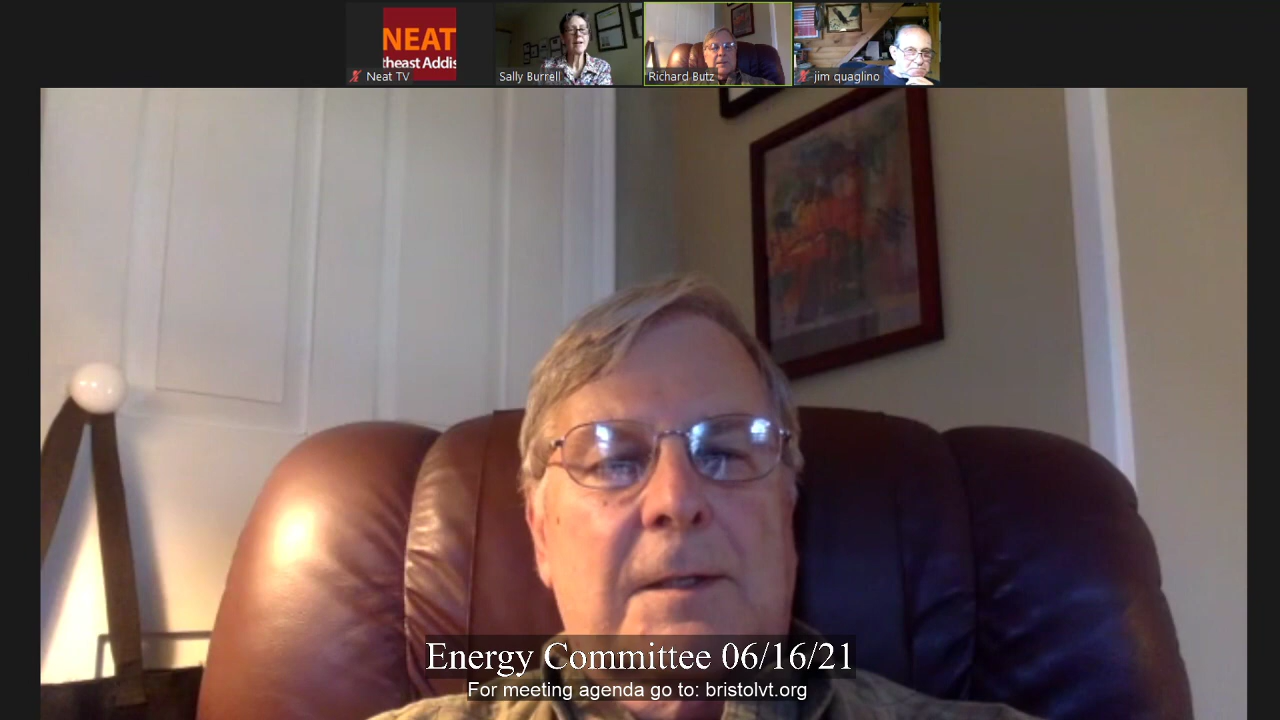 NEAT
theast Addis
Neat TV
Sally Burrell
Richard Butz
jim quaglino
Energy Committee 06/16/21
For meeting agenda go to: bristolvt.org